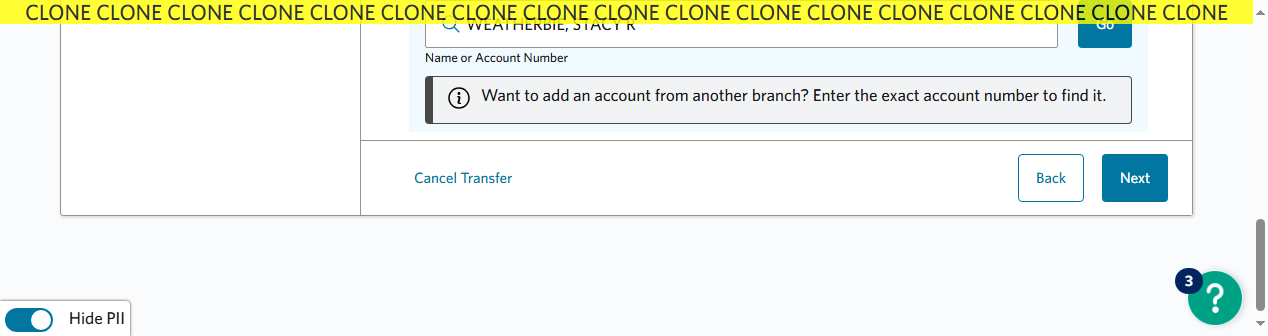 CLONE CLONE CLONE CLONE CLONE CLONE CLONE CLONE CLONE CLONE CLONE CLONE CLONE CLONE CLONE CLONE CLONE
WEATHERBIE, STACY R Go
Name or Account Number
Want to add an account from another branch? Enter the exact account number to find it.
Cancel Transfer Back Next
3 ?
Hide PII